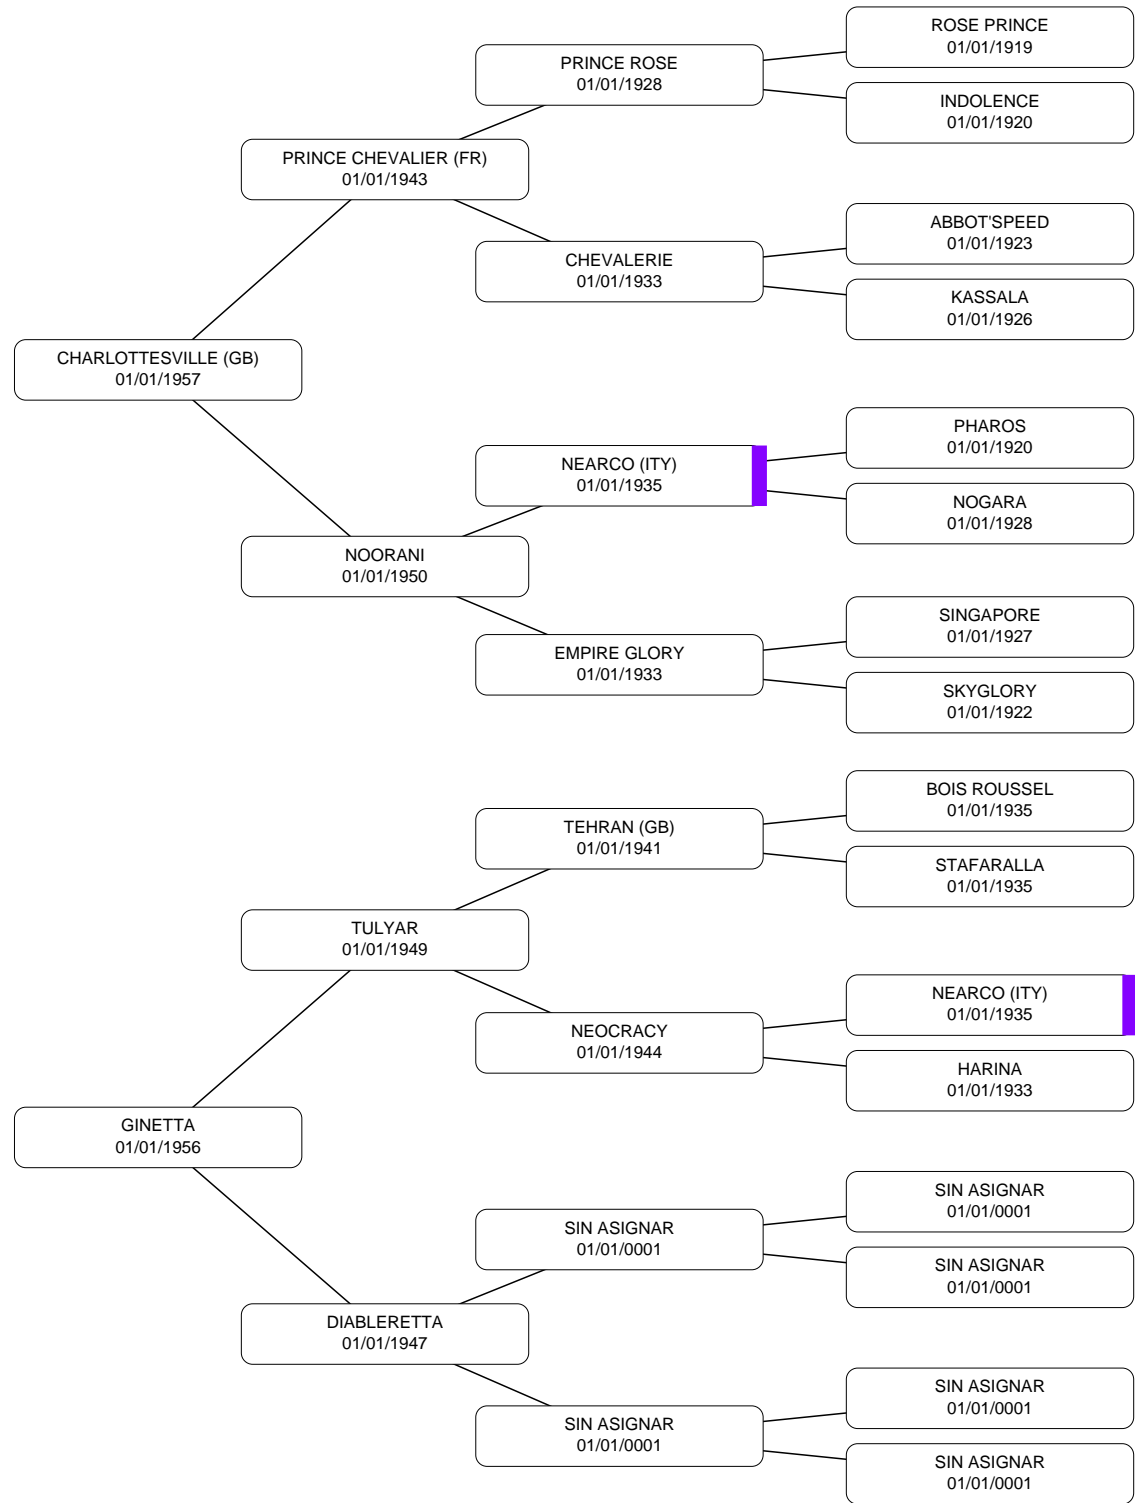 ROSE PRINCE
01/01/1919
PRINCE ROSE
01/01/1928
INDOLENCE
01/01/1920
PRINCE CHEVALIER (FR)
01/01/1943
ABBOT'SPEED
01/01/1923
CHEVALERIE
01/01/1933
KASSALA
01/01/1926
CHARLOTTESVILLE (GB)
01/01/1957
PHAROS
01/01/1920
NEARCO (ITY)
01/01/1935
NOGARA
01/01/1928
NOORANI
01/01/1950
SINGAPORE
01/01/1927
EMPIRE GLORY
01/01/1933
SKYGLORY
01/01/1922
BOIS ROUSSEL
01/01/1935
TEHRAN (GB)
01/01/1941
STAFARALLA
01/01/1935
TULYAR
01/01/1949
NEARCO (ITY)
01/01/1935
NEOCRACY
01/01/1944
HARINA
01/01/1933
GINETTA
01/01/1956
SIN ASIGNAR
01/01/0001
SIN ASIGNAR
01/01/0001
SIN ASIGNAR
01/01/0001
DIABLERETTA
01/01/1947
SIN ASIGNAR
01/01/0001
SIN ASIGNAR
01/01/0001
SIN ASIGNAR
01/01/0001